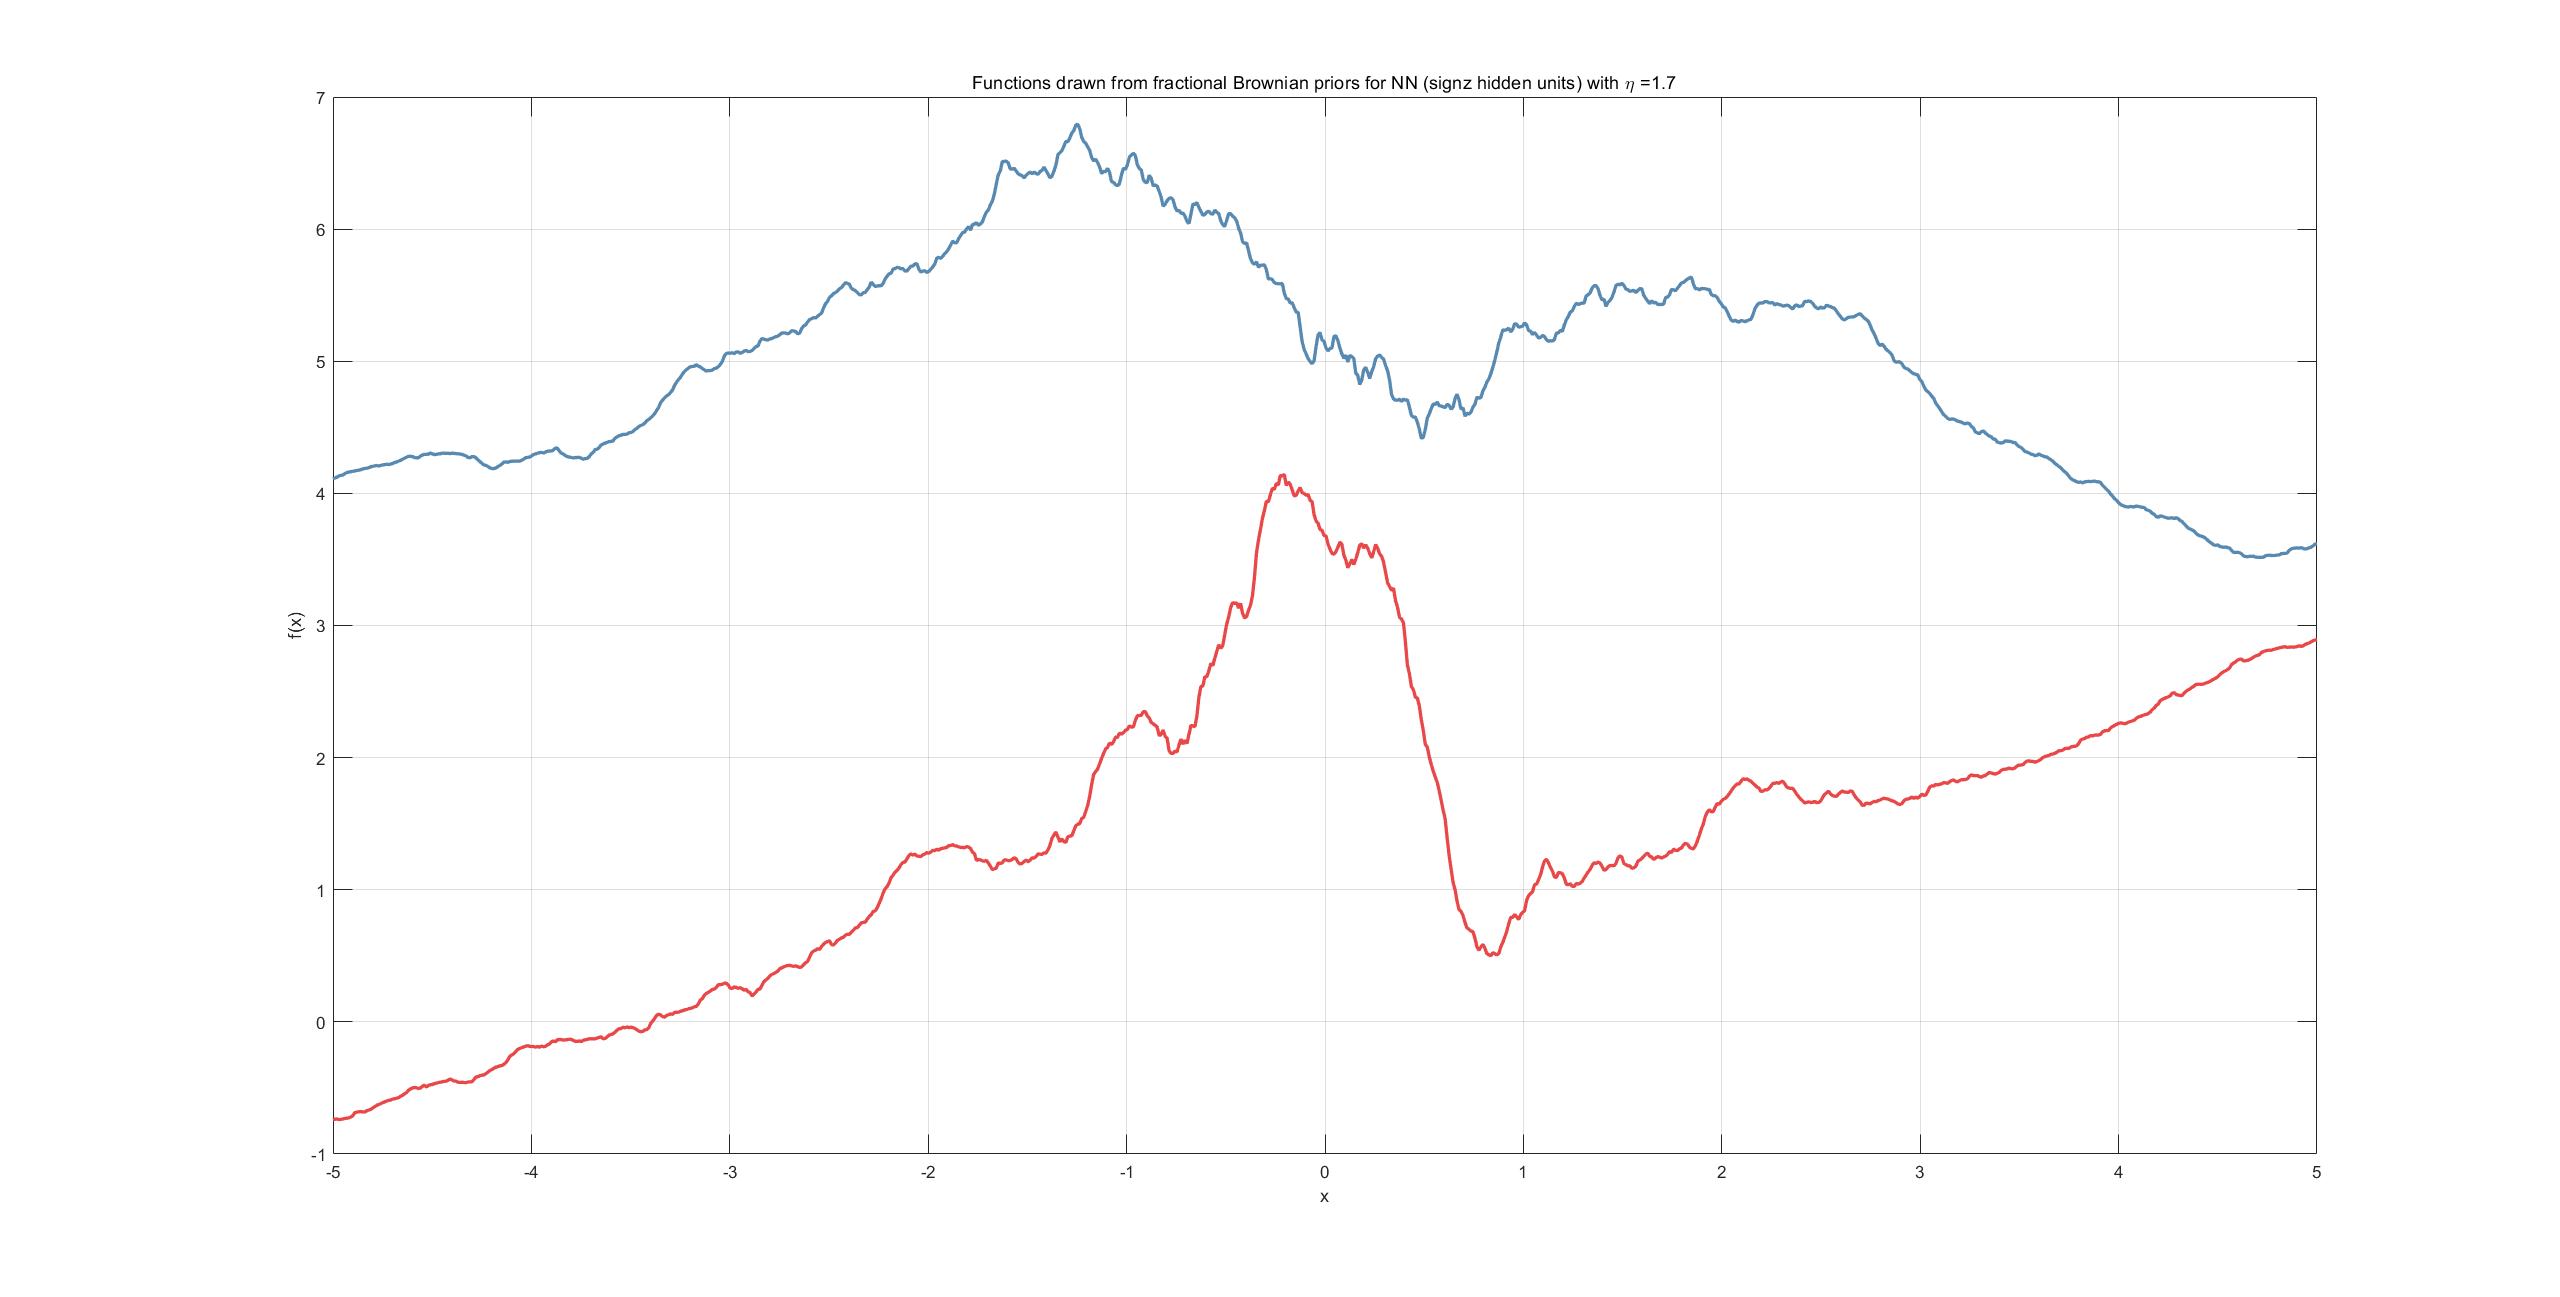 Functions drawn from fractional Brownian priors for NN (signz hidden units) with η =1.7
7
6
5
4
3
2
1
0
-1
f(x)
-5 -4 -3 -2 -1 0 1 2 3 4 5
x